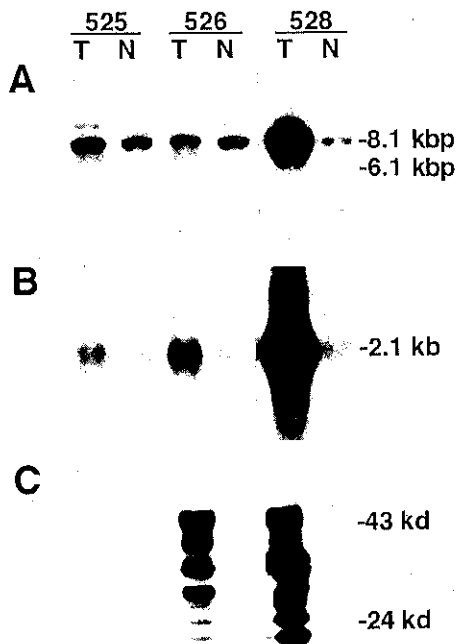 525 526 528
T N T N T N
A
-8.1 kbp
-6.1 kbp
B
-2.1 kb
C
-43 kd
-24 kd